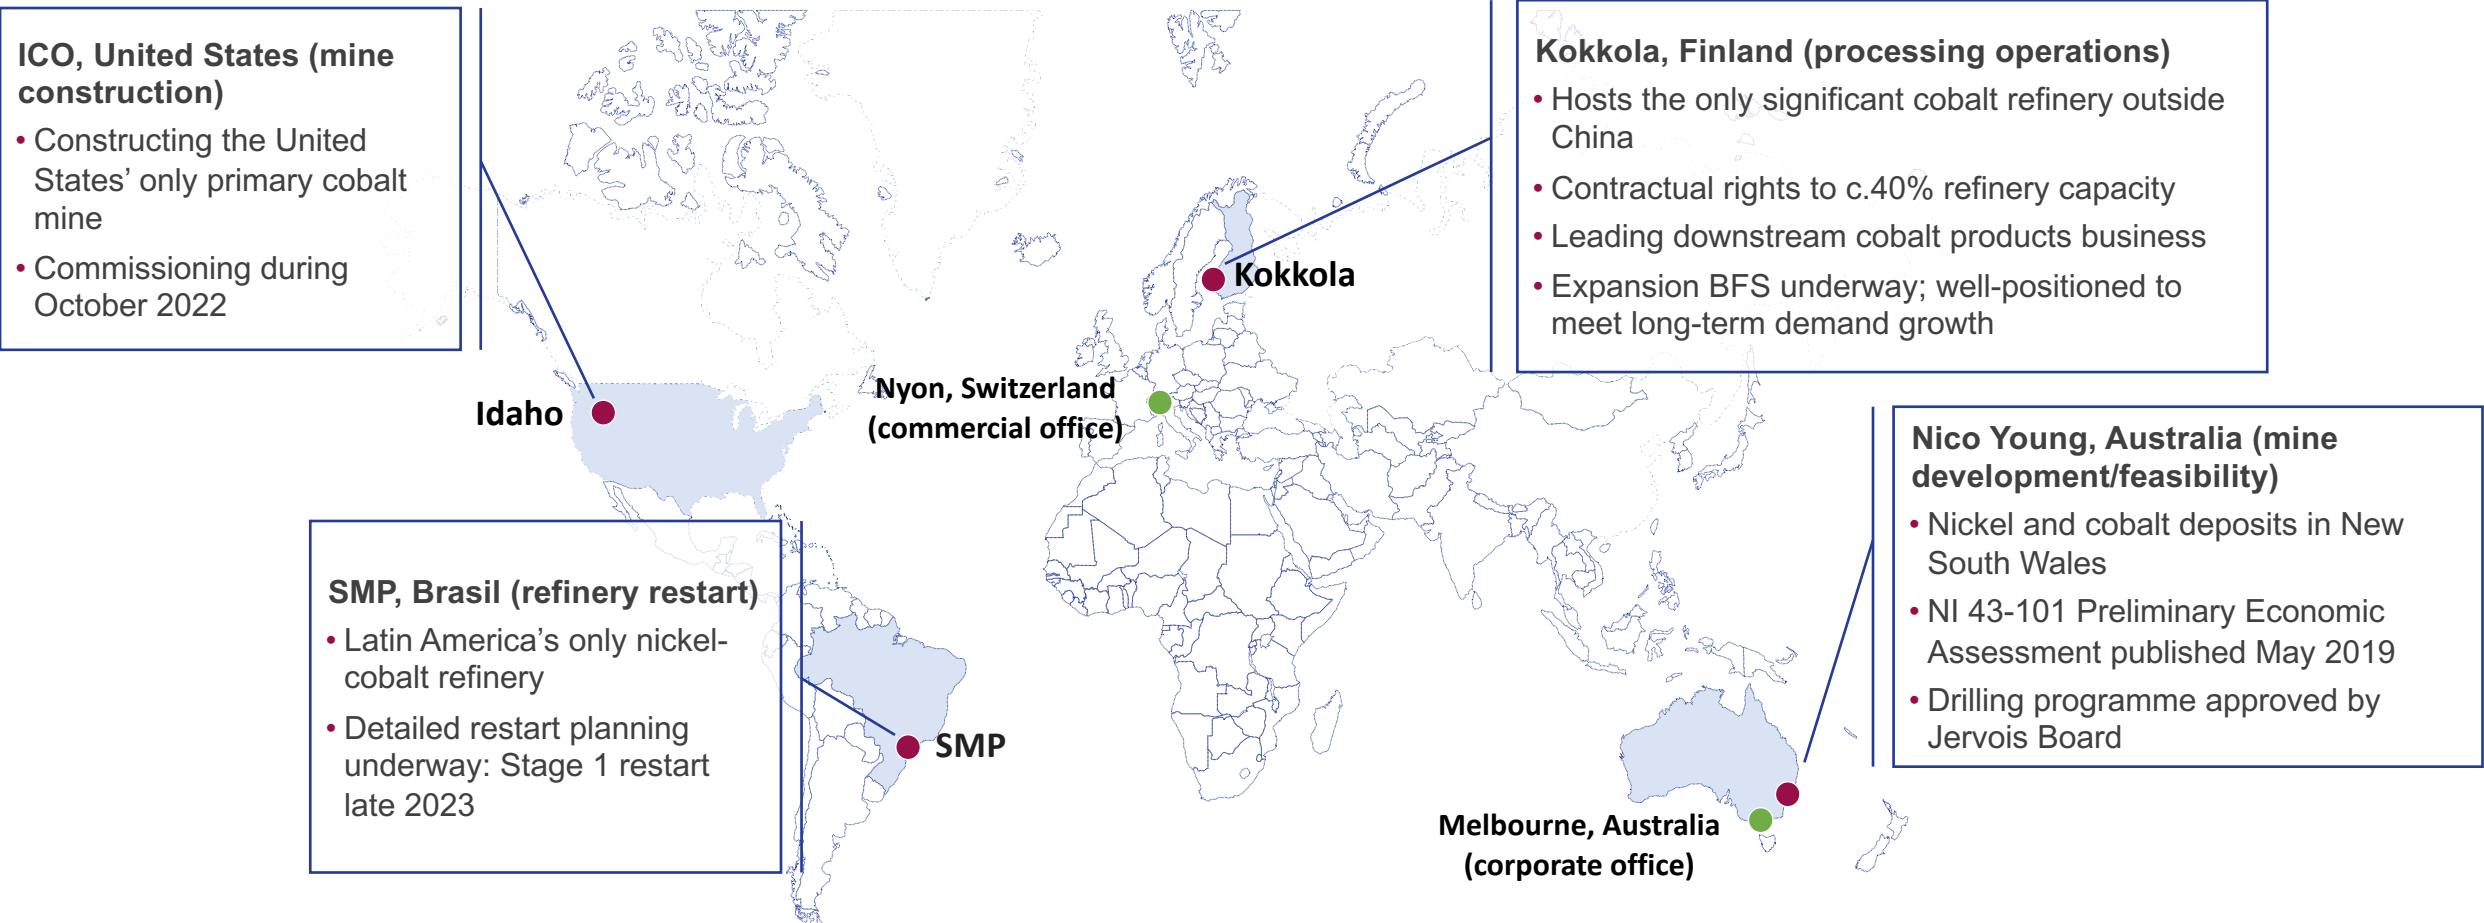 ICO, United States (mine
construction)
• Constructing the United
States’ only primary cobalt
mine
• Commissioning during
October 2022
Kokkola, Finland (processing operations)
• Hosts the only significant cobalt refinery outside
China
• Contractual rights to c.40% refinery capacity
• Leading downstream cobalt products business
• Expansion BFS underway; well-positioned to
meet long-term demand growth
Kokkola
Idaho
Nyon, Switzerland
(commercial office)
Nico Young, Australia (mine
development/feasibility)
• Nickel and cobalt deposits in New
South Wales
• NI 43-101 Preliminary Economic
Assessment published May 2019
• Drilling programme approved by
Jervois Board
SMP, Brasil (refinery restart)
• Latin America’s only nickel-
cobalt refinery
• Detailed restart planning
underway: Stage 1 restart
late 2023
SMP
Melbourne, Australia
(corporate office)